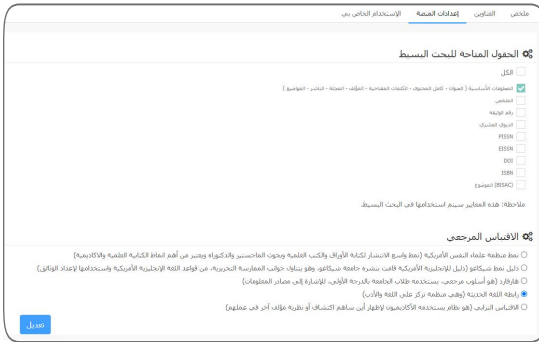 ملخص العناوين إعدادات المنصة الإستخدام الخاص بي
الحقول المتاحة للبحث البسيط
الكل
المعلومات الأساسية ( العنوان - كامل المحتوى - الكلمات المفتاحية - المؤلف - المجلة - الناشر - المواضيع )
الملخص
رقم الوثيقة
الديوي العشري
PISSN
EISSN
DOI
ISBN
الموضوع (BISAC)
ملاحظة: هذه المعايير سيتم استخدامها في البحث البسيط.
الاقتباس المرجعي
نمط منظمة علماء النفس الأمريكية (نمط واسع الانتشار لكتابة الأوراق والكتب العلمية وبحوث الماجستير والدكتوراه ويعتبر من أهم انماط الكتابية العلمية والاكاديمية)
دليل نمط شيكاغو (دليل للإنجليزية الأمريكية قامت بنشره جامعة شيكاغو، وهو يتناول جوانب الممارسة التحريرية، من قواعد اللغة الإنجليزية الأمريكية واستخدامها لإعداد الوثائق)
هارفارد (هو أسلوب مرجعي، يستخدمه طلاب الجامعة بالدرجة الأولى، للإشارة إلى مصادر المعلومات)
رابطة اللغة الحديثة (وهي منظمة تركز على اللغة والأدب)
الاقتباس الترابي (هو نظام يستخدمه الأكاديميون لإظهار أين ساهم اكتشاف أو نظرية مؤلف آخر في عملهم)
تعديل